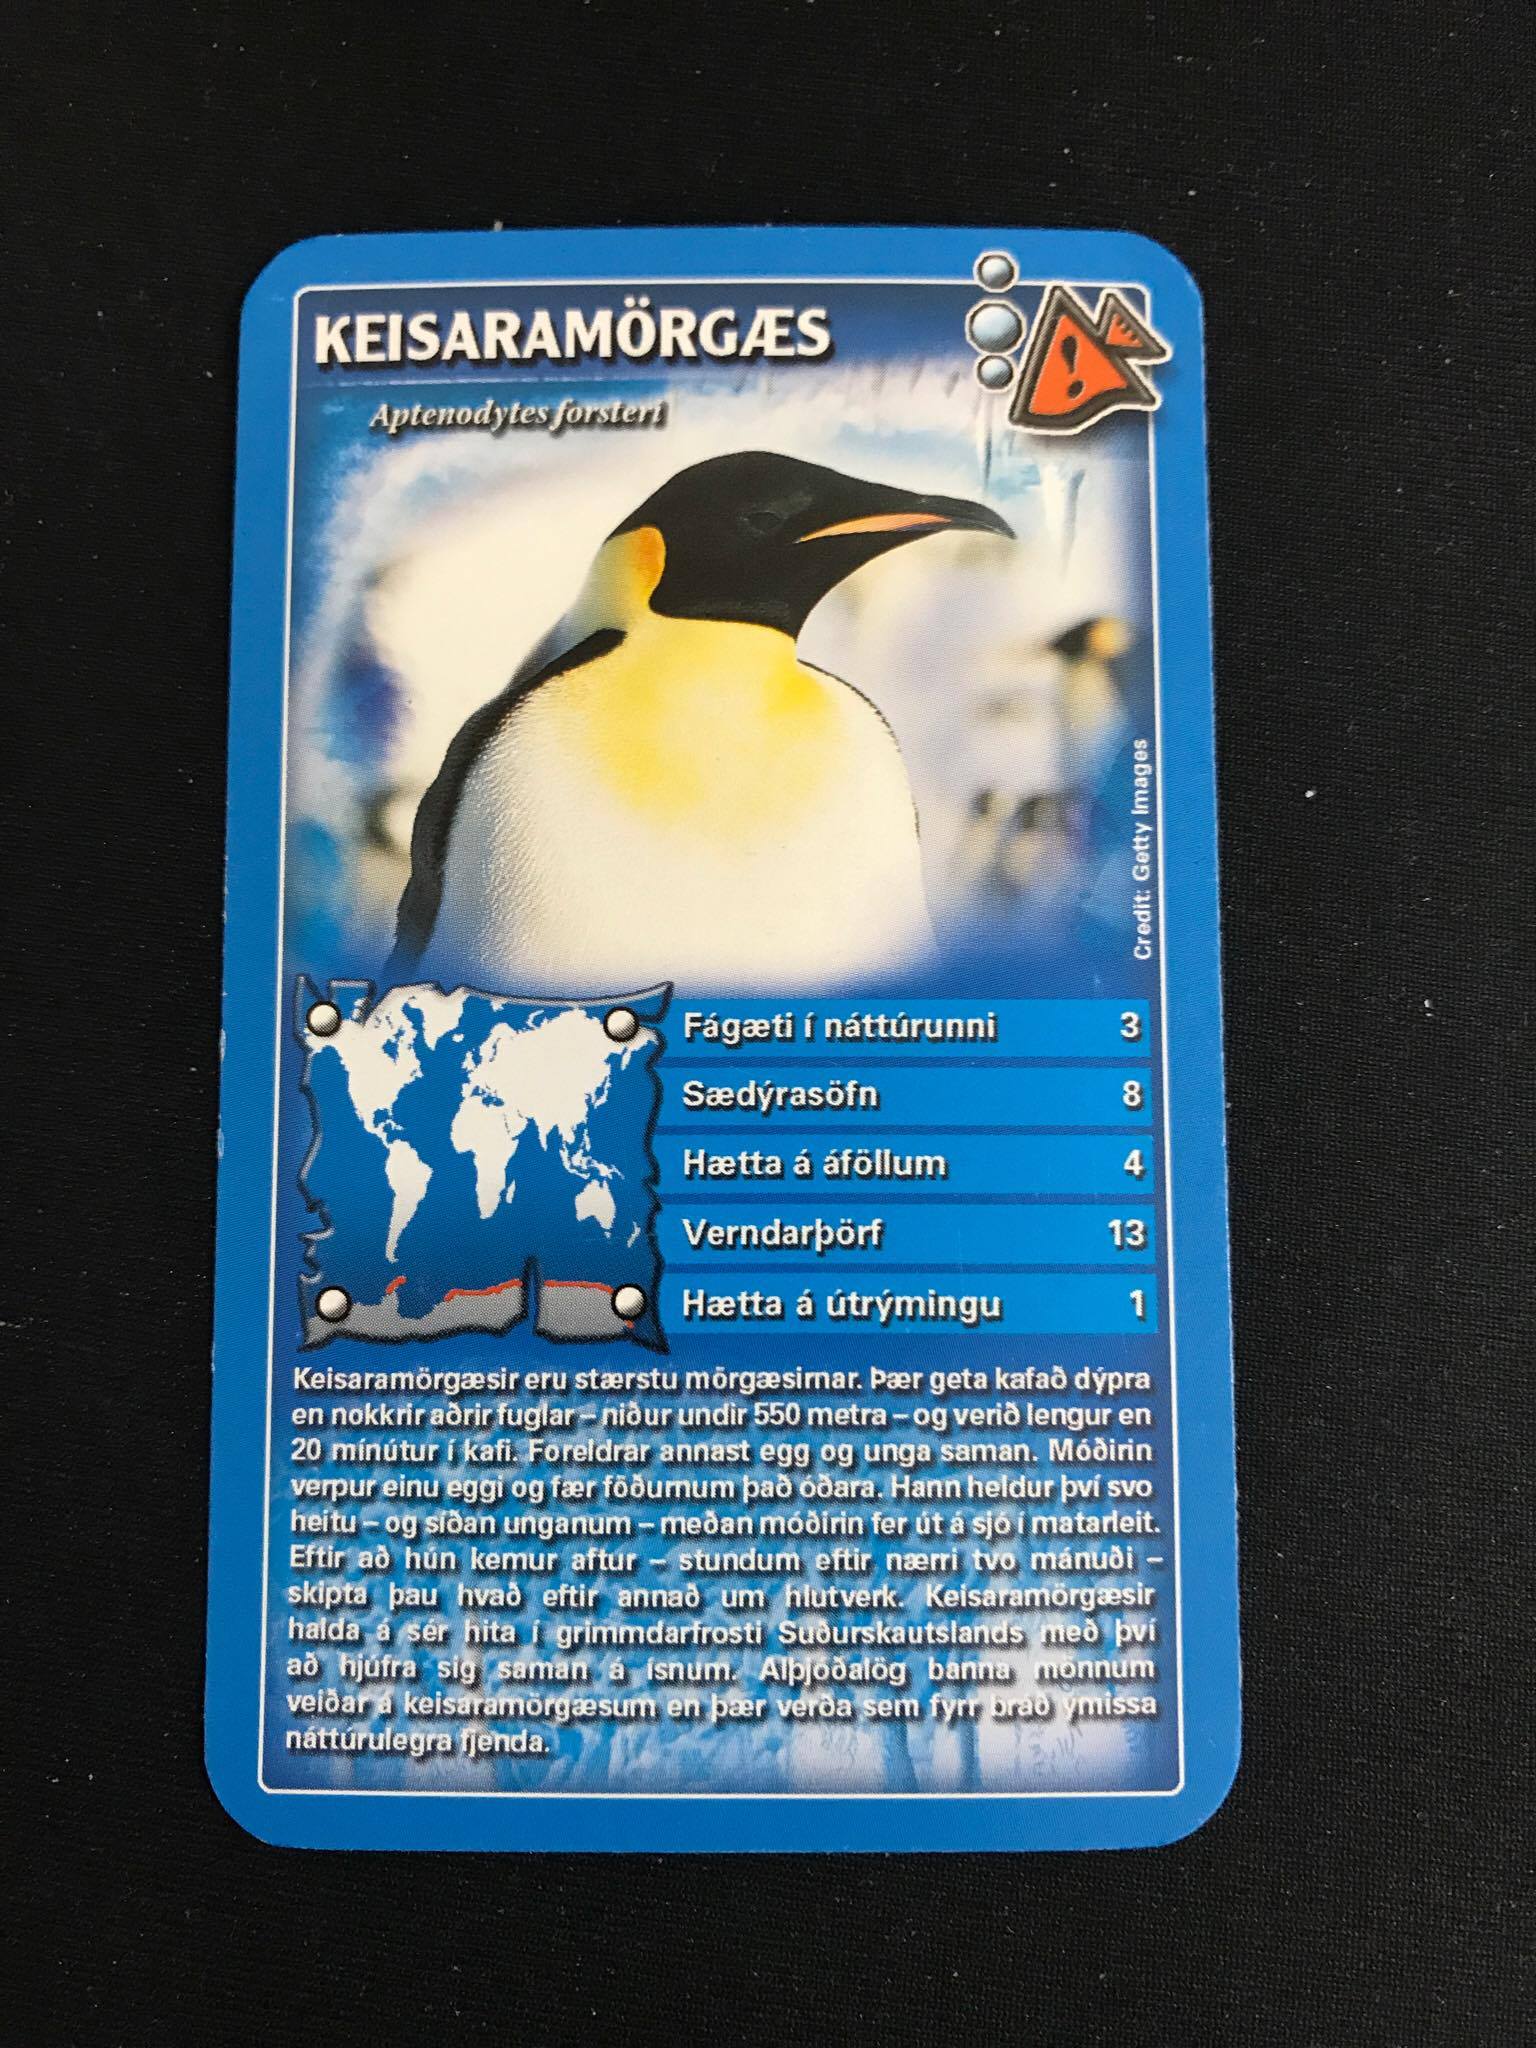 KEISARAMÖRGÆS
Aptenodytes forsteri
Credit: Getty Images
Fágæti í náttúrunni 3
Sædýrasöfn 8
Hætta á áföllum 4
Verndarþörf 13
Hætta á útrýmingu 1
Keisaramörgæsir eru stærstu mörgæsirnar. Þær geta kafað dýpra
en nokkrir aðrir fuglar – niður undir 550 metra – og verið lengur en
20 mínútur í kafi. Foreldrar annast egg og unga saman. Móðirin
verpur einu eggi og fær föðurnum það óðara. Hann heldur því svo
heitu – og síðan unganum – meðan móðirin fer út á sjó í matarleit.
Eftir að hún kemur aftur – stundum eftir nærri tvo mánuði –
skipta þau hvað eftir annað um hlutverk. Keisaramörgæsir
halda á sér hita í grimmdarfrosti Suðurskautslands með því
að hjúfra sig saman á ísnum. Alþjóðalög banna mönnum
veiðar á keisaramörgæsum en þær verða sem fyrr bráð ýmissa
náttúrulegra fjenda.